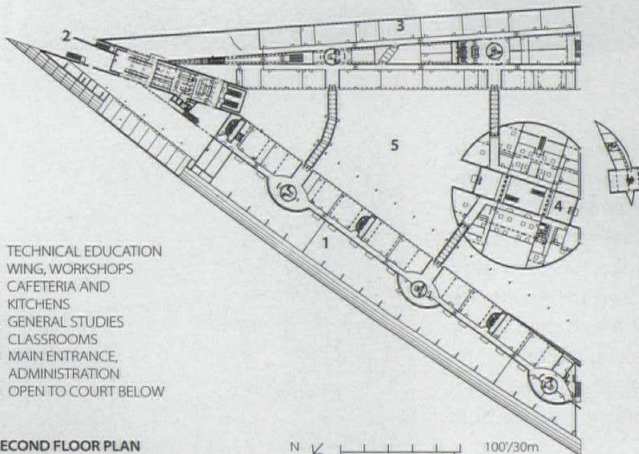 2
3
5
4
1
TECHNICAL EDUCATION
WING, WORKSHOPS
CAFETERIA AND
KITCHENS
GENERAL STUDIES
CLASSROOMS
MAIN ENTRANCE,
ADMINISTRATION
OPEN TO COURT BELOW
ECOND FLOOR PLAN
N
100'/30m